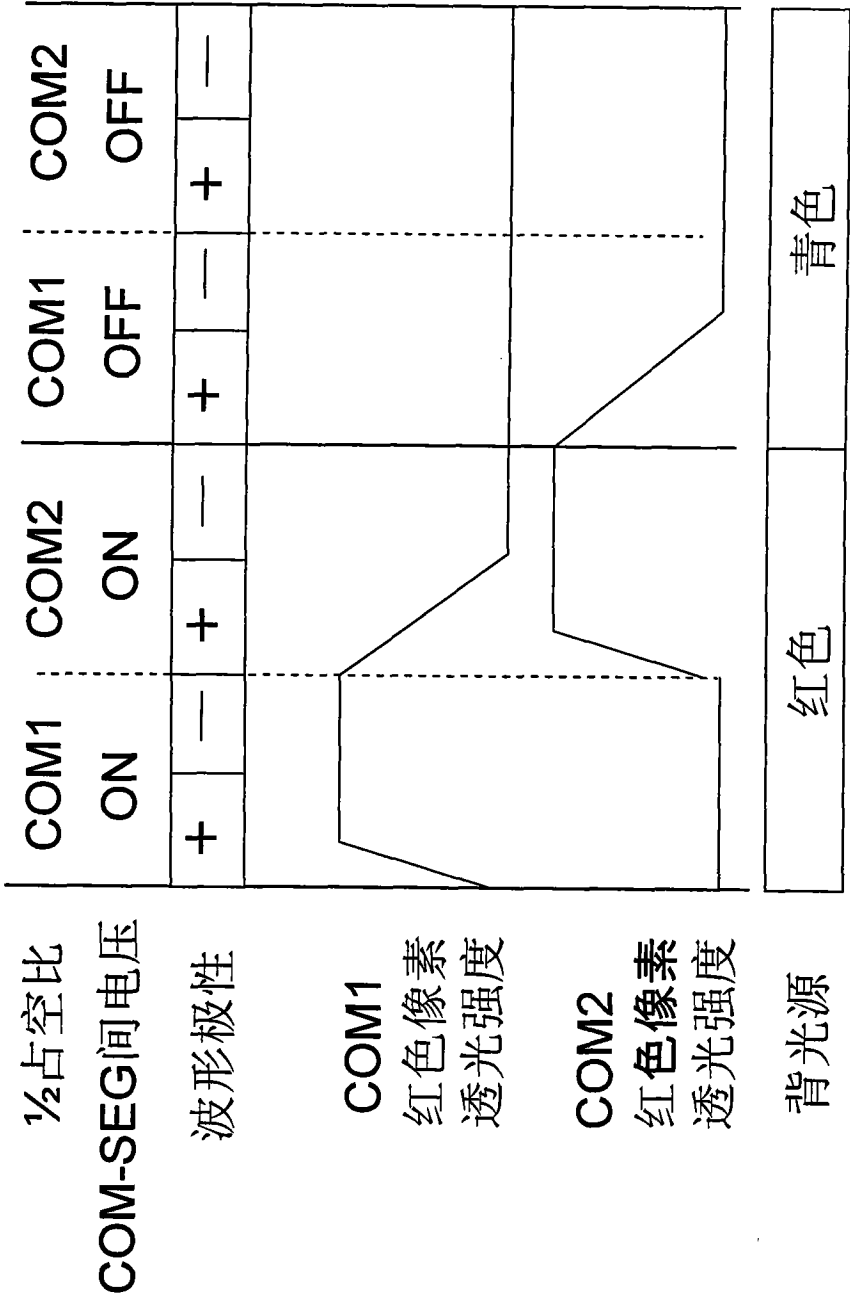 ½占空比 COM1 COM2 COM1 COM2
COM-SEG间电压 ON ON OFF OFF
波形极性 + — + — + — + —
COM1
红色像素
透光强度
COM2
红色像素
透光强度
背光源 红色 青色